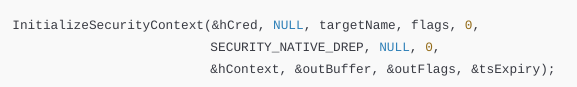 InitializeSecurityContext(&hCred, NULL, targetName, flags, 0,
SECURITY_NATIVE_DREP, NULL, 0,
&hContext, &outBuffer, &outFlags, &tsExpiry);